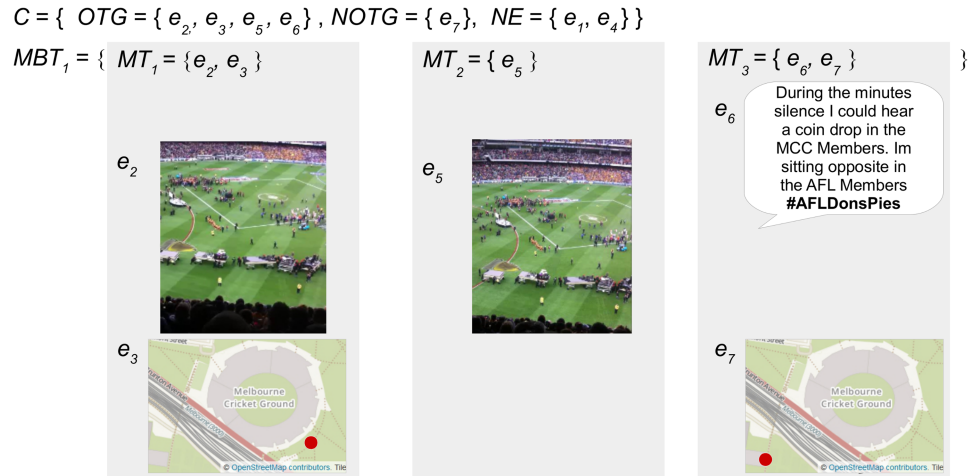 C = { OTG = { e2, e3, e5, e6 } , NOTG = { e7}, NE = { e1, e4} }
MBT1 = { MT1 = {e2, e3 } MT2 = { e5 } MT3 = { e6, e7 } }
e2
e5
e6
During the minutes
silence I could hear
a coin drop in the
MCC Members. Im
sitting opposite in
the AFL Members
#AFLDonsPies
e3
Melbourne
Cricket Ground
© OpenStreetMap contributors. Tile
e7
Melbourne
Cricket Ground
© OpenStreetMap contributors. Tile